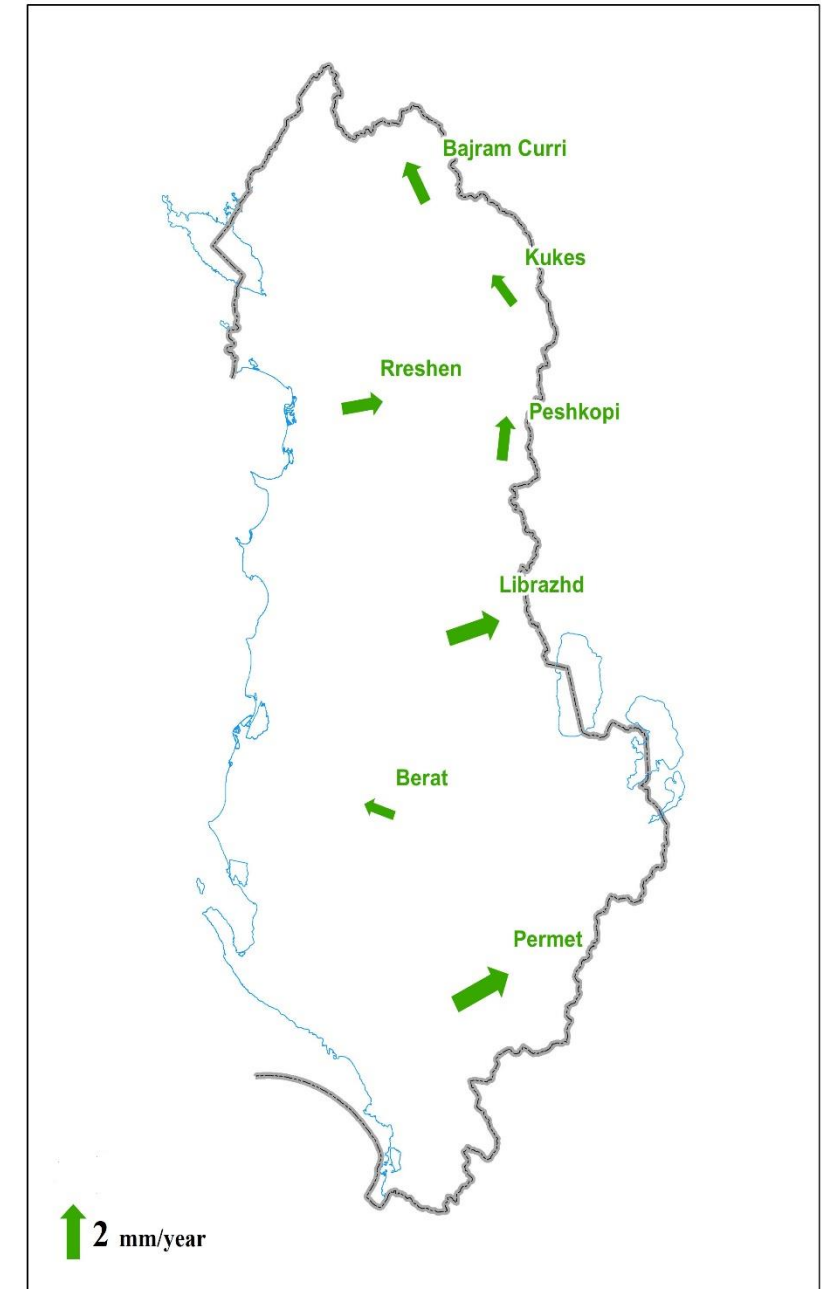 Bajram Curri
Kukes
Rreshen
Peshkopi
Librazhd
Berat
Permet
2 mm/year